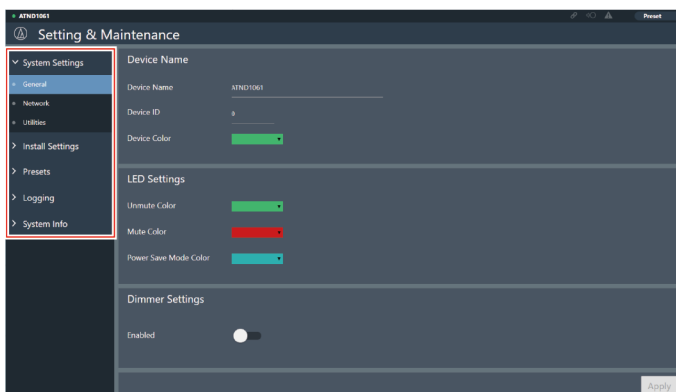 ATND1061
Preset
Setting & Maintenance
System Settings
General
Network
Utilities
Install Settings
Presets
Logging
System Info
Device Name
Device Name
ATND1061
Device ID
Device Color
LED Settings
Unmute Color
Mute Color
Power Save Mode Color
Dimmer Settings
Enabled
Apply